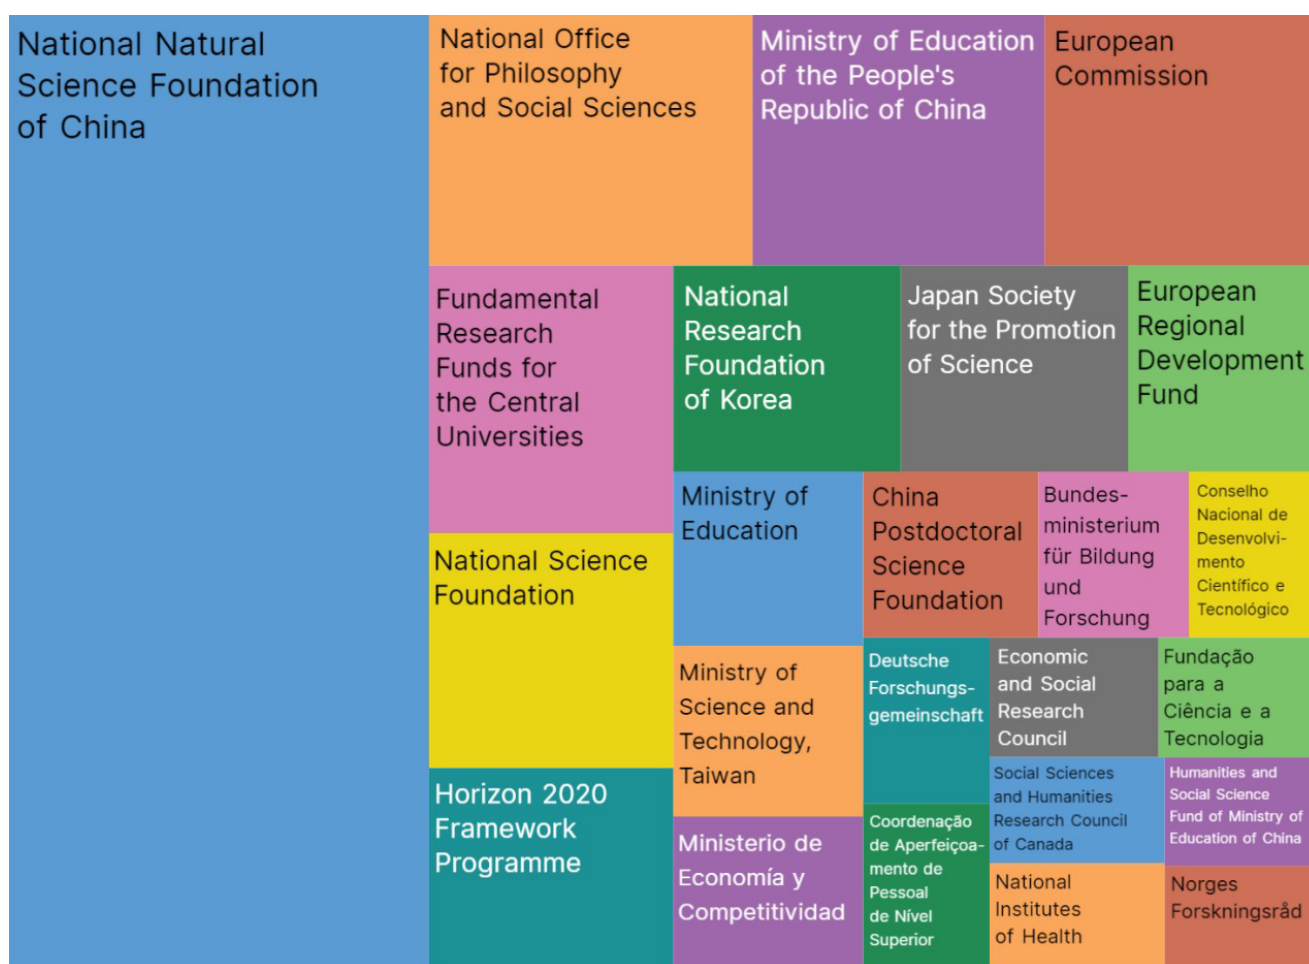 National Natural
Science Foundation
of China
National Office
for Philosophy
and Social Sciences
Ministry of Education
of the People's
Republic of China
European
Commission
Fundamental
Research
Funds for
the Central
Universities
National
Research
Foundation
of Korea
Japan Society
for the Promotion
of Science
European
Regional
Development
Fund
National Science
Foundation
Ministry of
Education
China
Postdoctoral
Science
Foundation
Bundes-
ministerium
für Bildung
und
Forschung
Conselho
Nacional de
Desenvolvi-
mento
Científico e
Tecnológico
Ministry of
Science and
Technology,
Taiwan
Deutsche
Forschungs-
gemeinschaft
Economic
and Social
Research
Council
Fundação
para a
Ciência e a
Tecnologia
Horizon 2020
Framework
Programme
Ministerio de
Economía y
Competitividad
Coordenação
de Aperfeiçoa-
mento de
Pessoal
de Nível
Superior
Social Sciences
and Humanities
Research Council
of Canada
Humanities and
Social Science
Fund of Ministry of
Education of China
National
Institutes
of Health
Norges
Forskningsråd